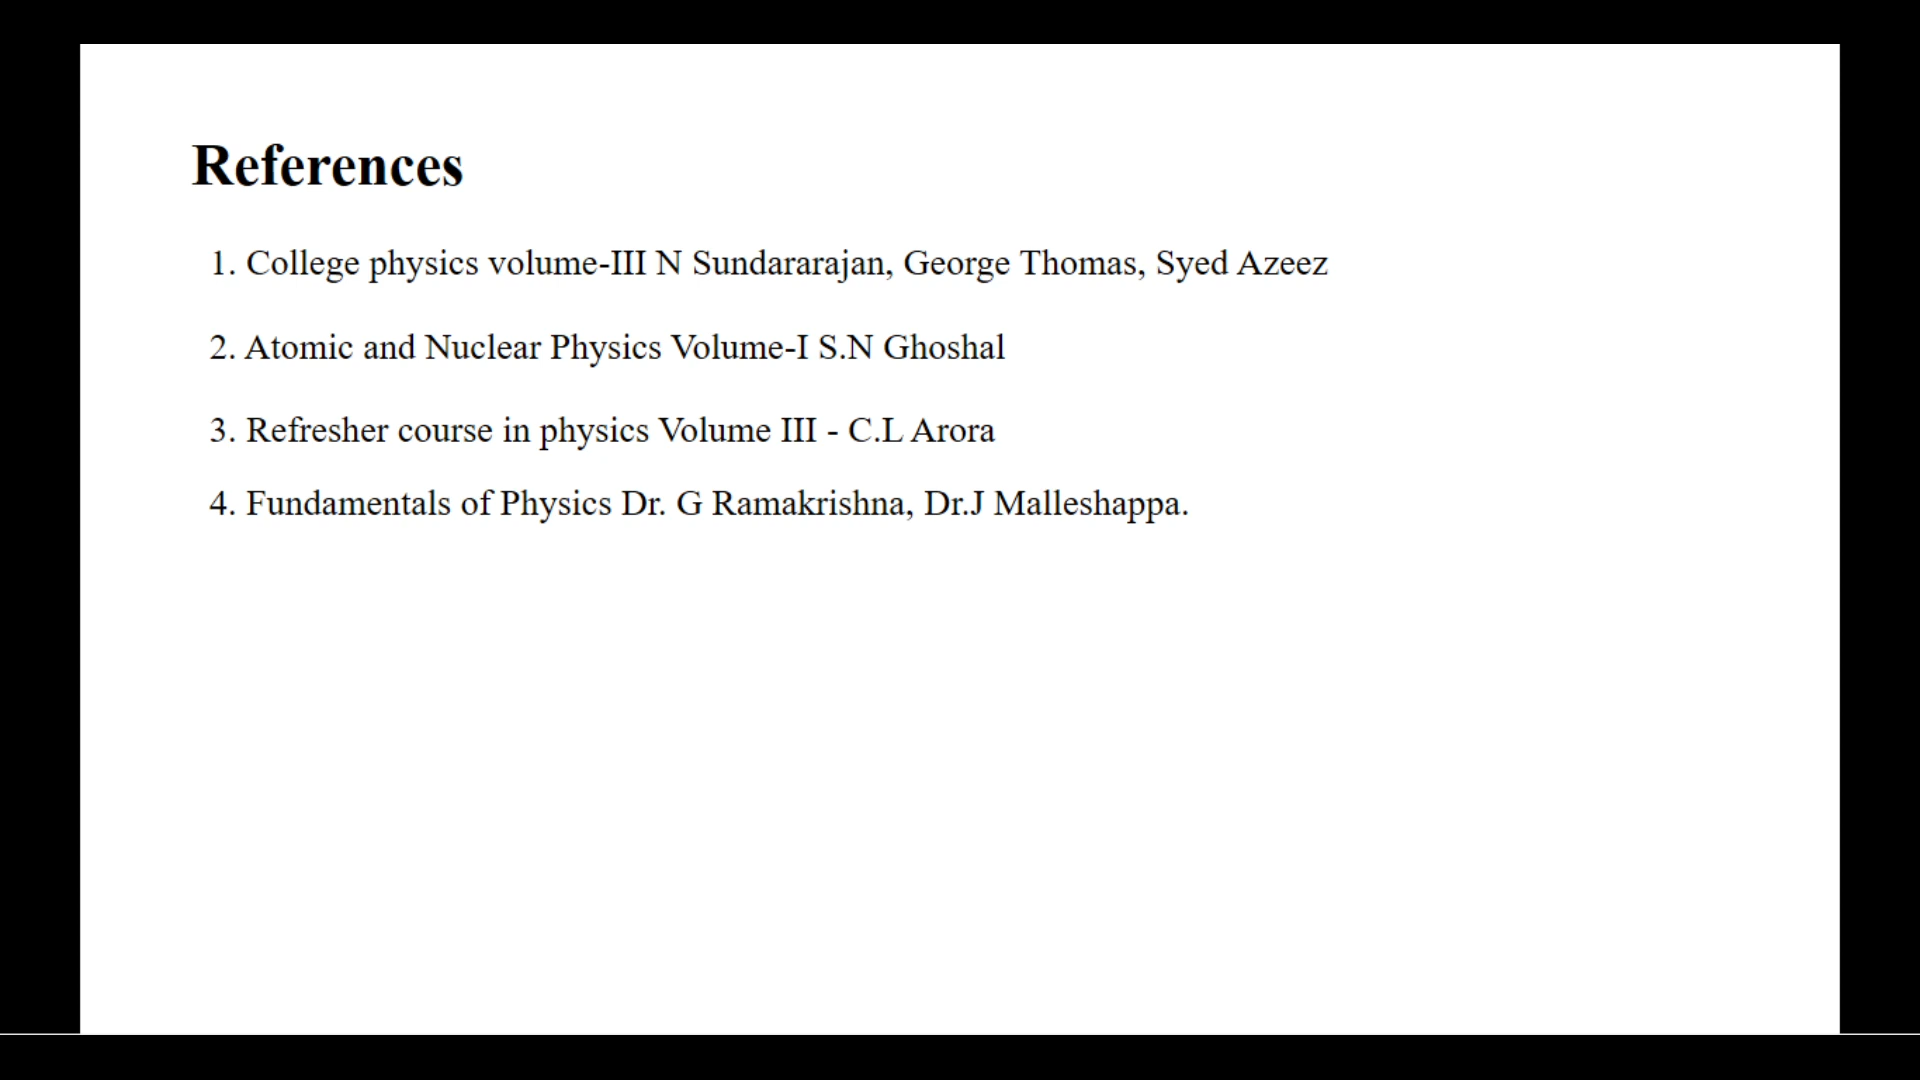 References
1. College physics volume-III N Sundararajan, George Thomas, Syed Azeez
2. Atomic and Nuclear Physics Volume-I S.N Ghoshal
3. Refresher course in physics Volume III - C.L Arora
4. Fundamentals of Physics Dr. G Ramakrishna, Dr.J Malleshappa.